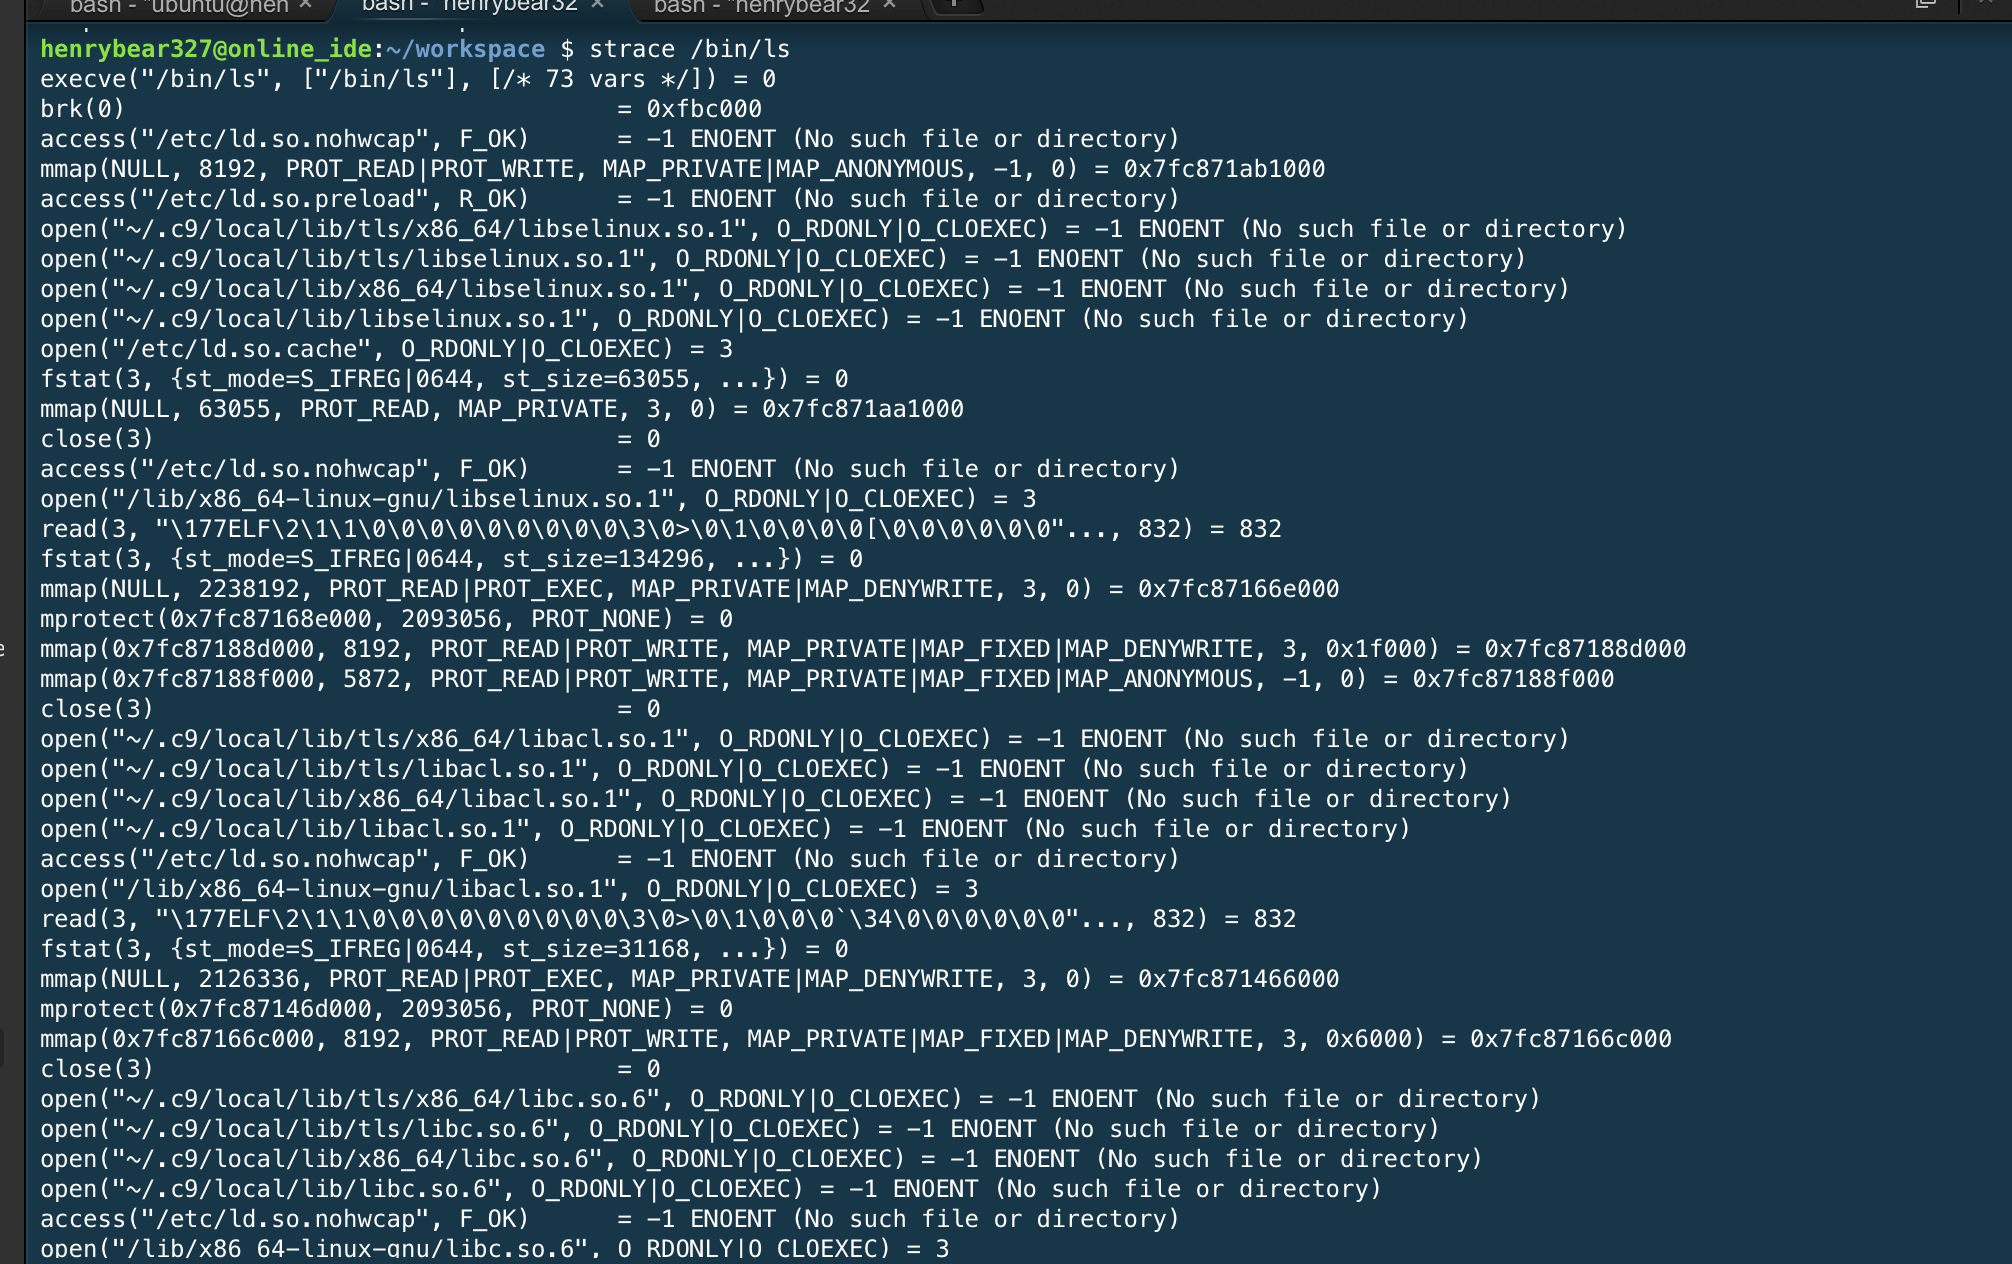 bash - "ubuntu@hen × bash - "henrybear32 × bash - "henrybear32 ×
henrybear327@online_ide:~/workspace $ strace /bin/ls
execve("/bin/ls", ["/bin/ls"], [/* 73 vars */]) = 0
brk(0)                                  = 0xfbc000
access("/etc/ld.so.nohwcap", F_OK)      = -1 ENOENT (No such file or directory)
mmap(NULL, 8192, PROT_READ|PROT_WRITE, MAP_PRIVATE|MAP_ANONYMOUS, -1, 0) = 0x7fc871ab1000
access("/etc/ld.so.preload", R_OK)      = -1 ENOENT (No such file or directory)
open("~/.c9/local/lib/tls/x86_64/libselinux.so.1", O_RDONLY|O_CLOEXEC) = -1 ENOENT (No such file or directory)
open("~/.c9/local/lib/tls/libselinux.so.1", O_RDONLY|O_CLOEXEC) = -1 ENOENT (No such file or directory)
open("~/.c9/local/lib/x86_64/libselinux.so.1", O_RDONLY|O_CLOEXEC) = -1 ENOENT (No such file or directory)
open("~/.c9/local/lib/libselinux.so.1", O_RDONLY|O_CLOEXEC) = -1 ENOENT (No such file or directory)
open("/etc/ld.so.cache", O_RDONLY|O_CLOEXEC) = 3
fstat(3, {st_mode=S_IFREG|0644, st_size=63055, ...}) = 0
mmap(NULL, 63055, PROT_READ, MAP_PRIVATE, 3, 0) = 0x7fc871aa1000
close(3)                                = 0
access("/etc/ld.so.nohwcap", F_OK)      = -1 ENOENT (No such file or directory)
open("/lib/x86_64-linux-gnu/libselinux.so.1", O_RDONLY|O_CLOEXEC) = 3
read(3, "\177ELF\2\1\1\0\0\0\0\0\0\0\0\0\3\0>\0\1\0\0\0\0[\0\0\0\0\0\0"..., 832) = 832
fstat(3, {st_mode=S_IFREG|0644, st_size=134296, ...}) = 0
mmap(NULL, 2238192, PROT_READ|PROT_EXEC, MAP_PRIVATE|MAP_DENYWRITE, 3, 0) = 0x7fc87166e000
mprotect(0x7fc87168e000, 2093056, PROT_NONE) = 0
mmap(0x7fc87188d000, 8192, PROT_READ|PROT_WRITE, MAP_PRIVATE|MAP_FIXED|MAP_DENYWRITE, 3, 0x1f000) = 0x7fc87188d000
mmap(0x7fc87188f000, 5872, PROT_READ|PROT_WRITE, MAP_PRIVATE|MAP_FIXED|MAP_ANONYMOUS, -1, 0) = 0x7fc87188f000
close(3)                                = 0
open("~/.c9/local/lib/tls/x86_64/libacl.so.1", O_RDONLY|O_CLOEXEC) = -1 ENOENT (No such file or directory)
open("~/.c9/local/lib/tls/libacl.so.1", O_RDONLY|O_CLOEXEC) = -1 ENOENT (No such file or directory)
open("~/.c9/local/lib/x86_64/libacl.so.1", O_RDONLY|O_CLOEXEC) = -1 ENOENT (No such file or directory)
open("~/.c9/local/lib/libacl.so.1", O_RDONLY|O_CLOEXEC) = -1 ENOENT (No such file or directory)
access("/etc/ld.so.nohwcap", F_OK)      = -1 ENOENT (No such file or directory)
open("/lib/x86_64-linux-gnu/libacl.so.1", O_RDONLY|O_CLOEXEC) = 3
read(3, "\177ELF\2\1\1\0\0\0\0\0\0\0\0\0\3\0>\0\1\0\0\0`\34\0\0\0\0\0\0"..., 832) = 832
fstat(3, {st_mode=S_IFREG|0644, st_size=31168, ...}) = 0
mmap(NULL, 2126336, PROT_READ|PROT_EXEC, MAP_PRIVATE|MAP_DENYWRITE, 3, 0) = 0x7fc871466000
mprotect(0x7fc87146d000, 2093056, PROT_NONE) = 0
mmap(0x7fc87166c000, 8192, PROT_READ|PROT_WRITE, MAP_PRIVATE|MAP_FIXED|MAP_DENYWRITE, 3, 0x6000) = 0x7fc87166c000
close(3)                                = 0
open("~/.c9/local/lib/tls/x86_64/libc.so.6", O_RDONLY|O_CLOEXEC) = -1 ENOENT (No such file or directory)
open("~/.c9/local/lib/tls/libc.so.6", O_RDONLY|O_CLOEXEC) = -1 ENOENT (No such file or directory)
open("~/.c9/local/lib/x86_64/libc.so.6", O_RDONLY|O_CLOEXEC) = -1 ENOENT (No such file or directory)
open("~/.c9/local/lib/libc.so.6", O_RDONLY|O_CLOEXEC) = -1 ENOENT (No such file or directory)
access("/etc/ld.so.nohwcap", F_OK)      = -1 ENOENT (No such file or directory)
open("/lib/x86_64-linux-gnu/libc.so.6", O_RDONLY|O_CLOEXEC) = 3